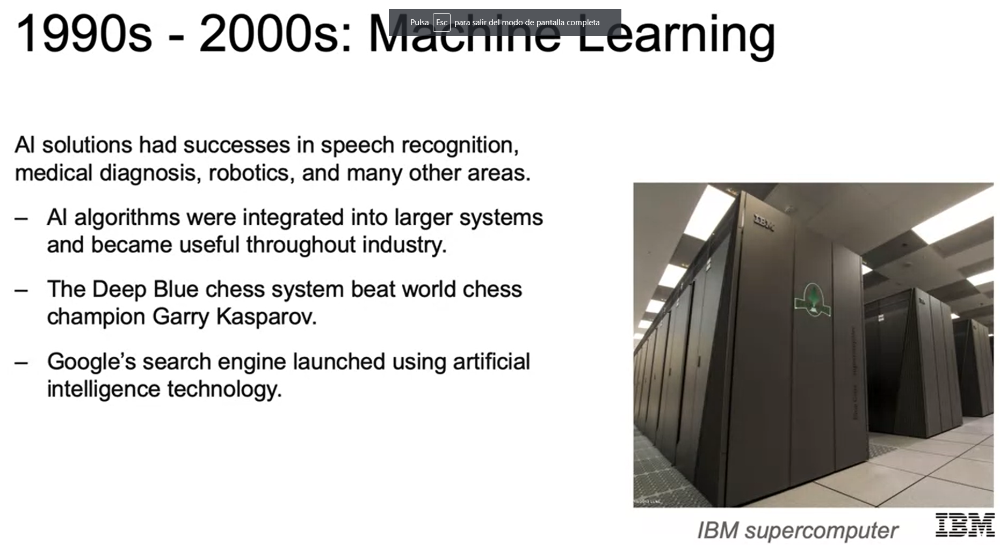 1990s - 2000s: Machine Learning
Pulsa Esc para salir del modo de pantalla completa
AI solutions had successes in speech recognition,
medical diagnosis, robotics, and many other areas.
– AI algorithms were integrated into larger systems
and became useful throughout industry.
– The Deep Blue chess system beat world chess
champion Garry Kasparov.
– Google’s search engine launched using artificial
intelligence technology.
IBM
IBM supercomputer
IBM